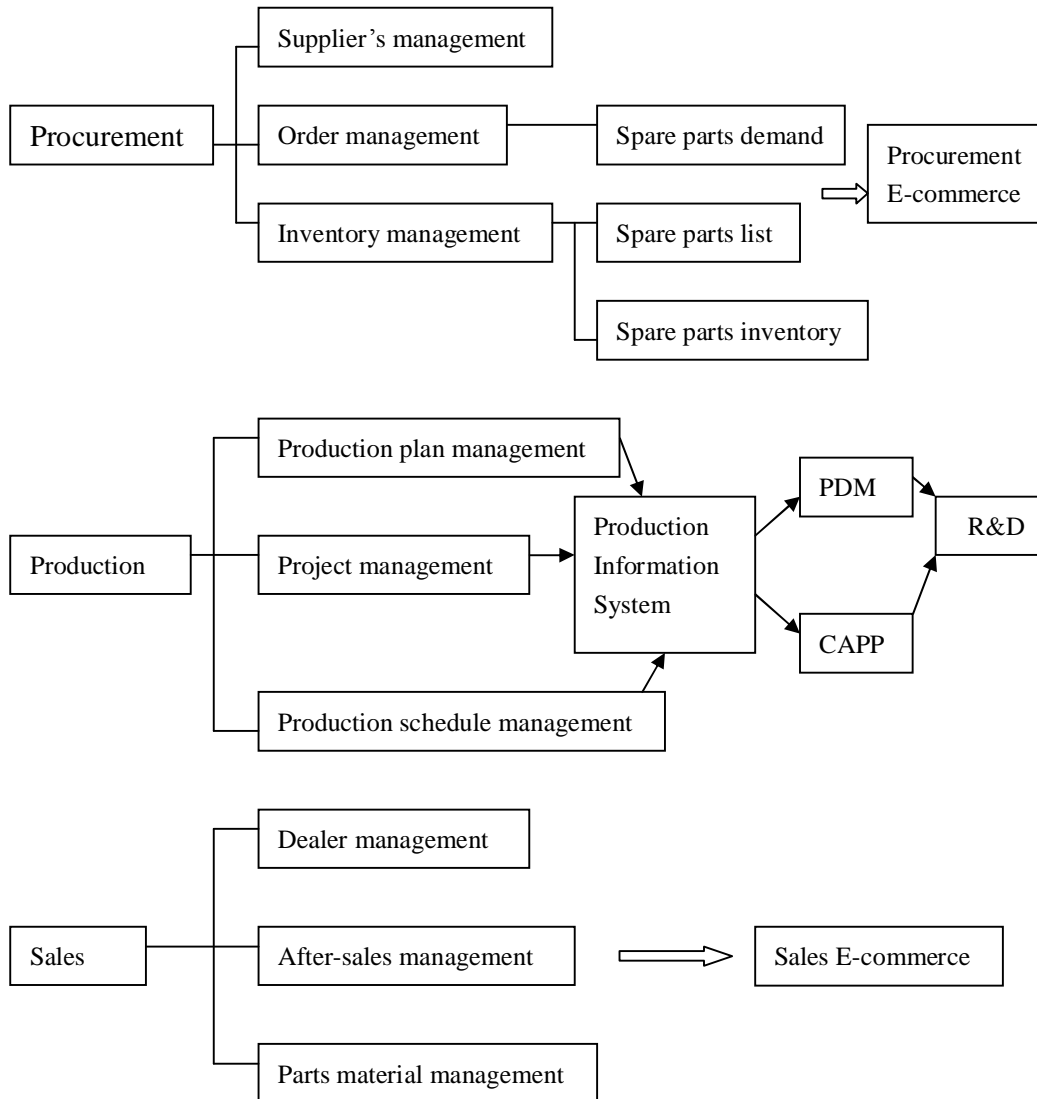 Supplier’s management
Procurement
Order management
Spare parts demand
Procurement
E-commerce
Inventory management
Spare parts list
Spare parts inventory
Production plan management
Production
Project management
Production
Information
System
PDM
CAPP
R&D
Production schedule management
Dealer management
Sales
After-sales management
Sales E-commerce
Parts material management